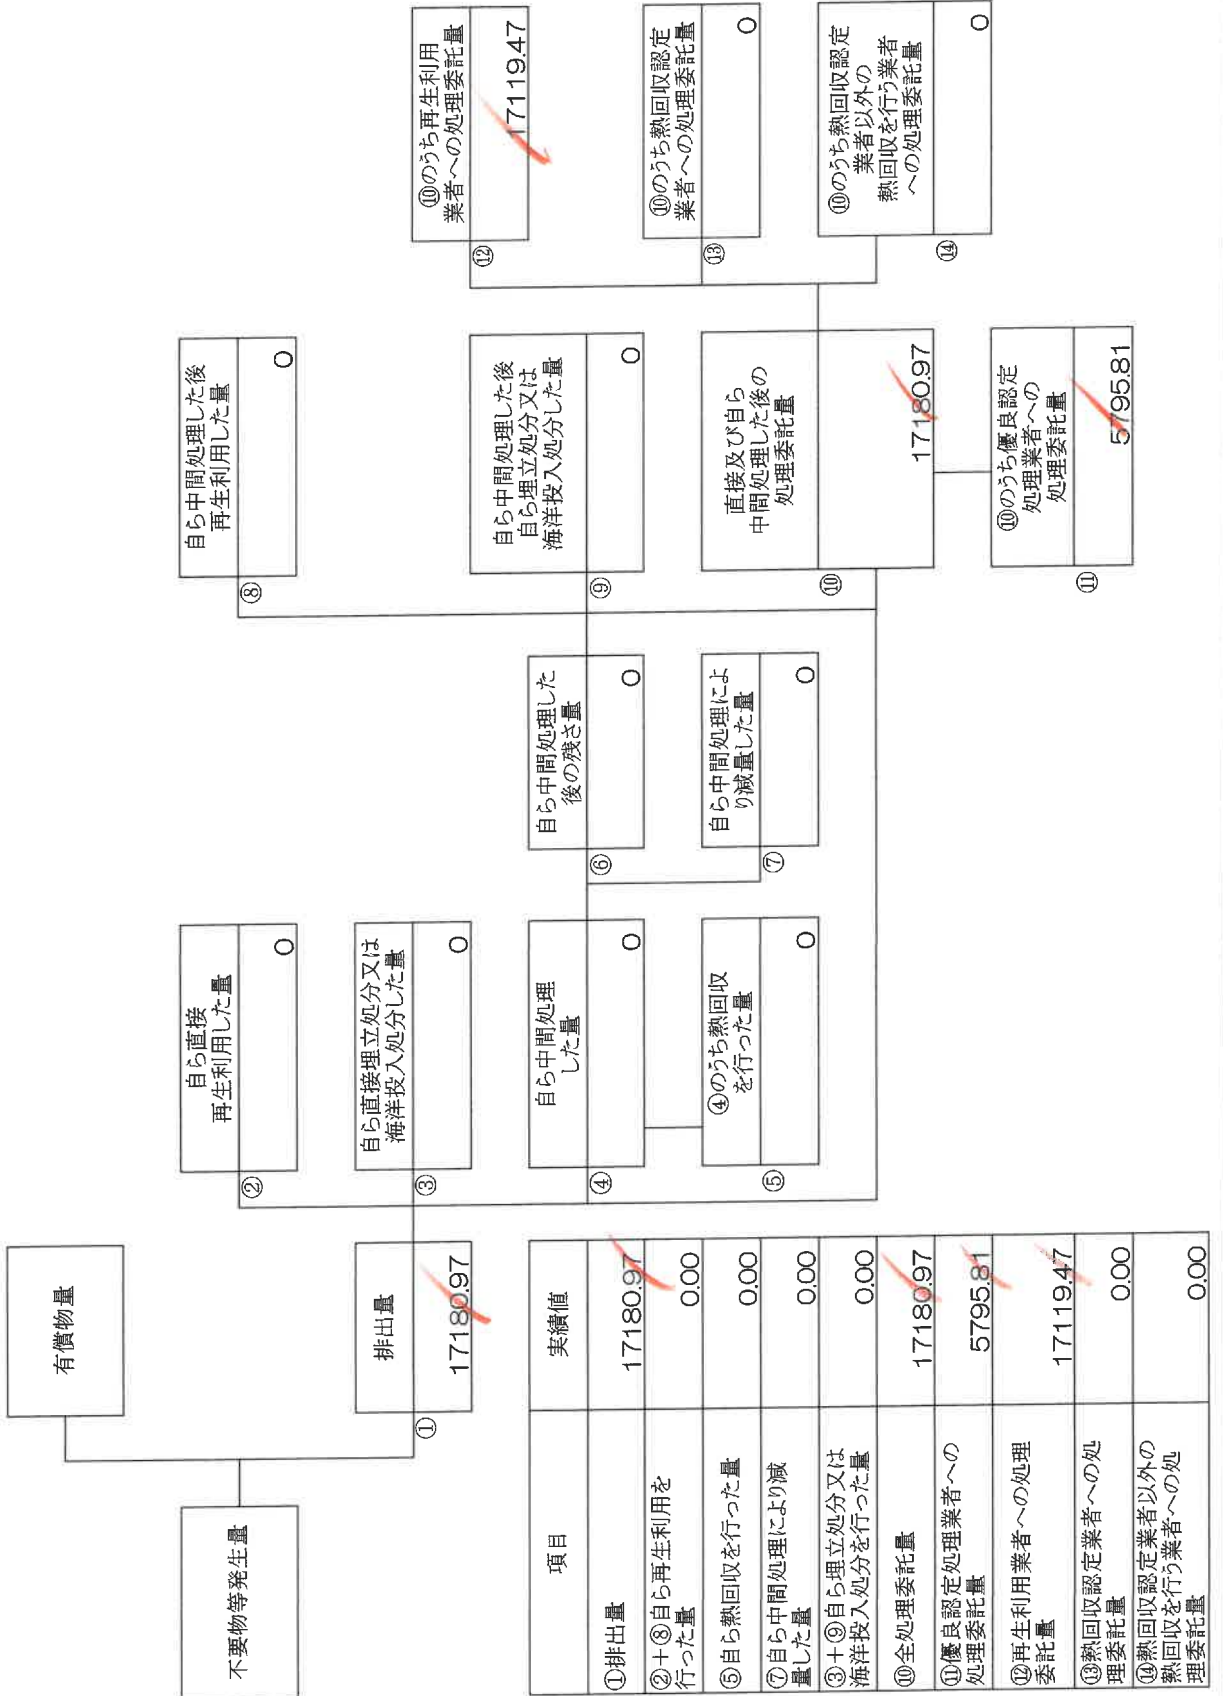 不要物等発生量
有償物量
排出量
①
17180.97
自ら直接
再生利用した量
②
0
自ら直接埋立処分又は
海洋投入処分した量
③
0
自ら中間処理
した量
④
0
④のうち熱回収
を行った量
⑤
0
自ら中間処理した
後の残さ量
⑥
0
自ら中間処理によ
り減量した量
⑦
0
自ら中間処理した後
再生利用した量
⑧
0
自ら中間処理した後
自ら埋立処分又は
海洋投入処分した量
⑨
0
直接及び自ら
中間処理した後の
処理委託量
⑩
17180.97
⑩のうち優良認定
処理業者への
処理委託量
⑪
5795.81
⑩のうち再生利用
業者への処理委託量
⑫
17119.47
⑩のうち熱回収認定
業者への処理委託量
⑬
0
⑩のうち熱回収認定
業者以外の
熱回収を行う業者
への処理委託量
⑭
0
項目 実績値
①排出量 17180.97
②+⑧自ら再生利用を
行った量 0.00
⑤自ら熱回収を行った量 0.00
⑦自ら中間処理により減
量した量 0.00
③+⑨自ら埋立処分又は
海洋投入処分を行った量 0.00
⑩全処理委託量 17180.97
⑪優良認定処理業者への
処理委託量 5795.81
⑫再生利用業者への処理
委託量 17119.47
⑬熱回収認定業者への処
理委託量 0.00
⑭熱回収認定業者以外の
熱回収を行う業者への処
理委託量 0.00